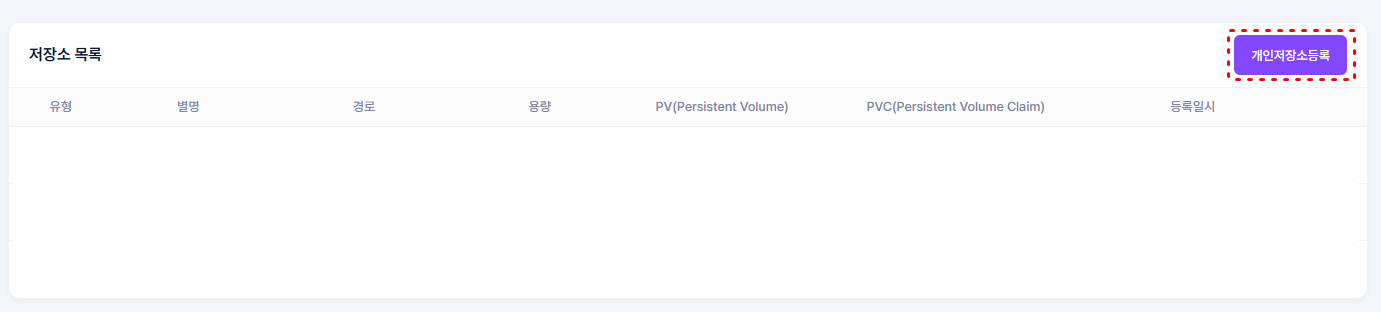 저장소 목록
개인저장소등록
유형 별명 경로 용량 PV(Persistent Volume) PVC(Persistent Volume Claim) 등록일시